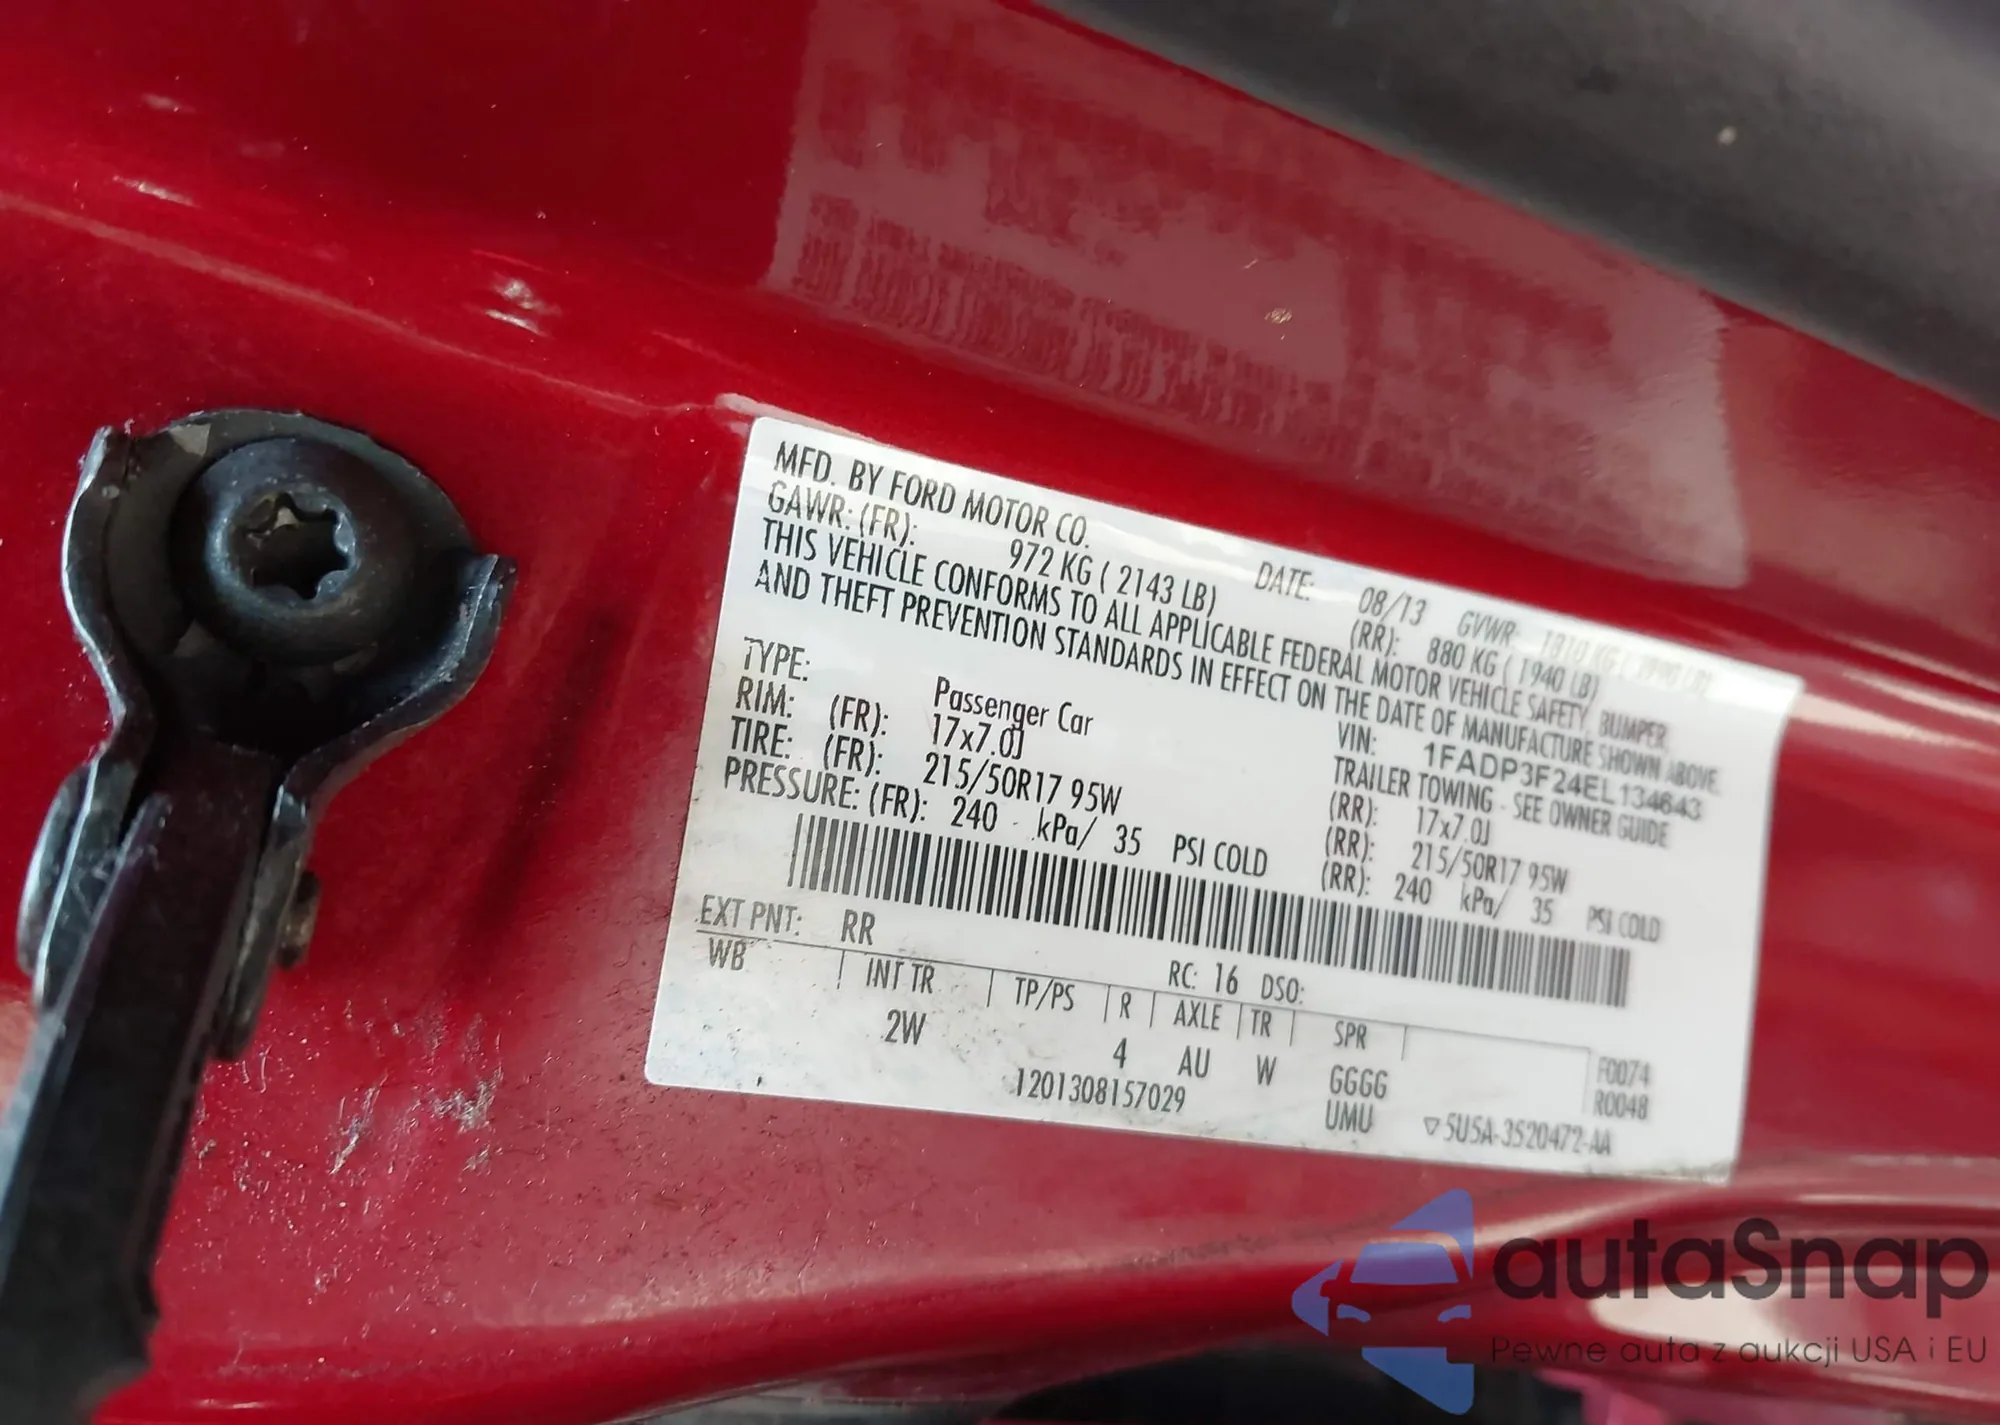 MFD. BY FORD MOTOR CO. DATE: 08/13 GVWR: 1810 KG
GAWR: (FR): 972 KG ( 2143 LB) (RR): 880 KG ( 1940 LB)
THIS VEHICLE CONFORMS TO ALL APPLICABLE FEDERAL MOTOR VEHICLE SAFETY, BUMPER,
AND THEFT PREVENTION STANDARDS IN EFFECT ON THE DATE OF MANUFACTURE SHOWN ABOVE.
VIN: 1FADP3F24EL134643
TYPE: Passenger Car TRAILER TOWING - SEE OWNER GUIDE
RIM: (FR): 17x7.0J (RR): 17x7.0J
TIRE: (FR): 215/50R17 95W (RR): 215/50R17 95W
PRESSURE: (FR): 240 kPa/ 35 PSI COLD (RR): 240 kPa/ 35 PSI COLD
EXT PNT: RR RC: 16 DSO:
WB INT TR TP/PS R AXLE TR SPR F0074
2W 4 AU W GGGG R0048
1201308157029 UMU ▽5U5A-3520472-AA
autaSnap
Pewne auta z aukcji USA i EU